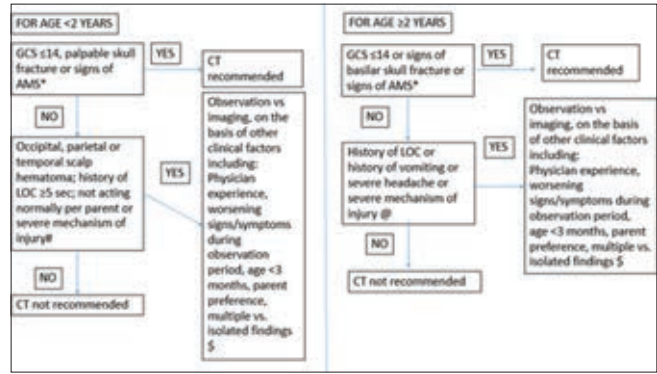 FOR AGE <2 YEARS
GCS ≤14, palpable skull
fracture or signs of
AMS*
YES
CT
recommended
NO
Occipital, parietal or
temporal scalp
hematoma; history of
LOC ≥5 sec; not acting
normally per parent or
severe mechanism of
injury#
YES
Observation vs
imaging, on the
basis of other
clinical factors
including:
Physician
experience,
worsening
signs/symptoms
during
observation
period, age <3
months, parent
preference,
multiple vs.
isolated findings
$
NO
CT not recommended
FOR AGE ≥2 YEARS
GCS ≤14 or signs of
basilar skull fracture or
signs of AMS*
YES
CT
recommended
NO
History of LOC or
history of vomiting or
severe headache or
severe mechanism of
injury @
YES
Observation vs
imaging, on the basis
of other clinical factors
including:
Physician experience,
worsening
signs/symptoms during
observation period,
age <3 months, parent
preference, multiple vs.
isolated findings $
NO
CT not recommended